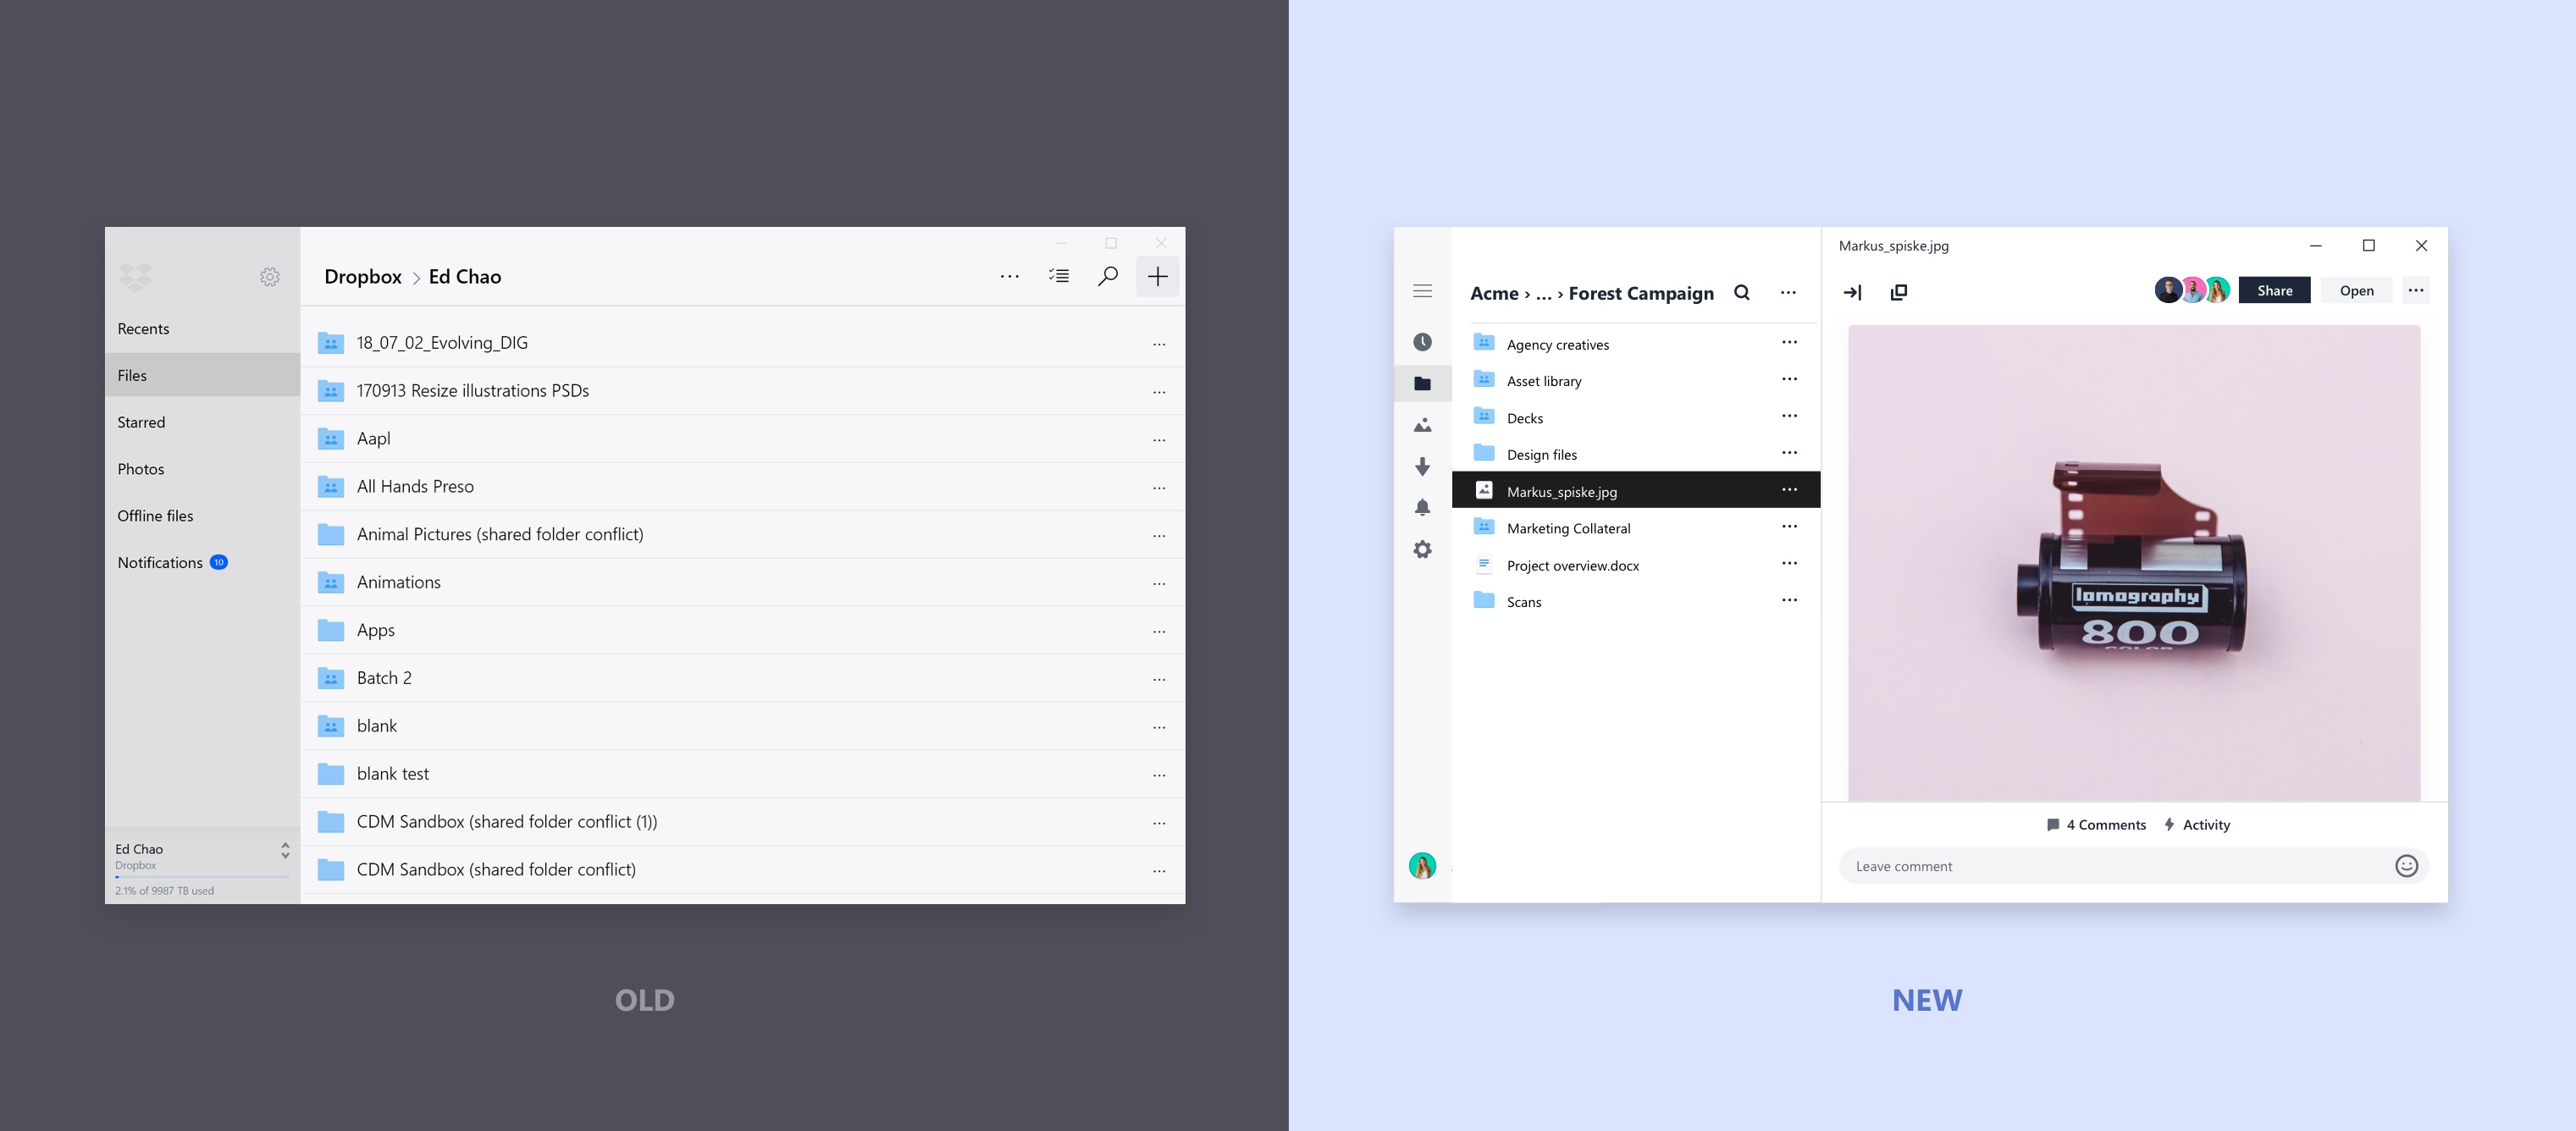 Dropbox > Ed Chao
Recents
Files
Starred
Photos
Offline files
Notifications 10
18_07_02_Evolving_DIG
170913 Resize illustrations PSDs
Aapl
All Hands Preso
Animal Pictures (shared folder conflict)
Animations
Apps
Batch 2
blank
blank test
CDM Sandbox (shared folder conflict (1))
CDM Sandbox (shared folder conflict)
Ed Chao
Dropbox
2.1% of 9987 TB used
OLD
Acme › ... › Forest Campaign
Agency creatives
Asset library
Decks
Design files
Markus_spiske.jpg
Marketing Collateral
Project overview.docx
Scans
Markus_spiske.jpg
Share
Open
lomography
800
COLOR
4 Comments
Activity
Leave comment
NEW